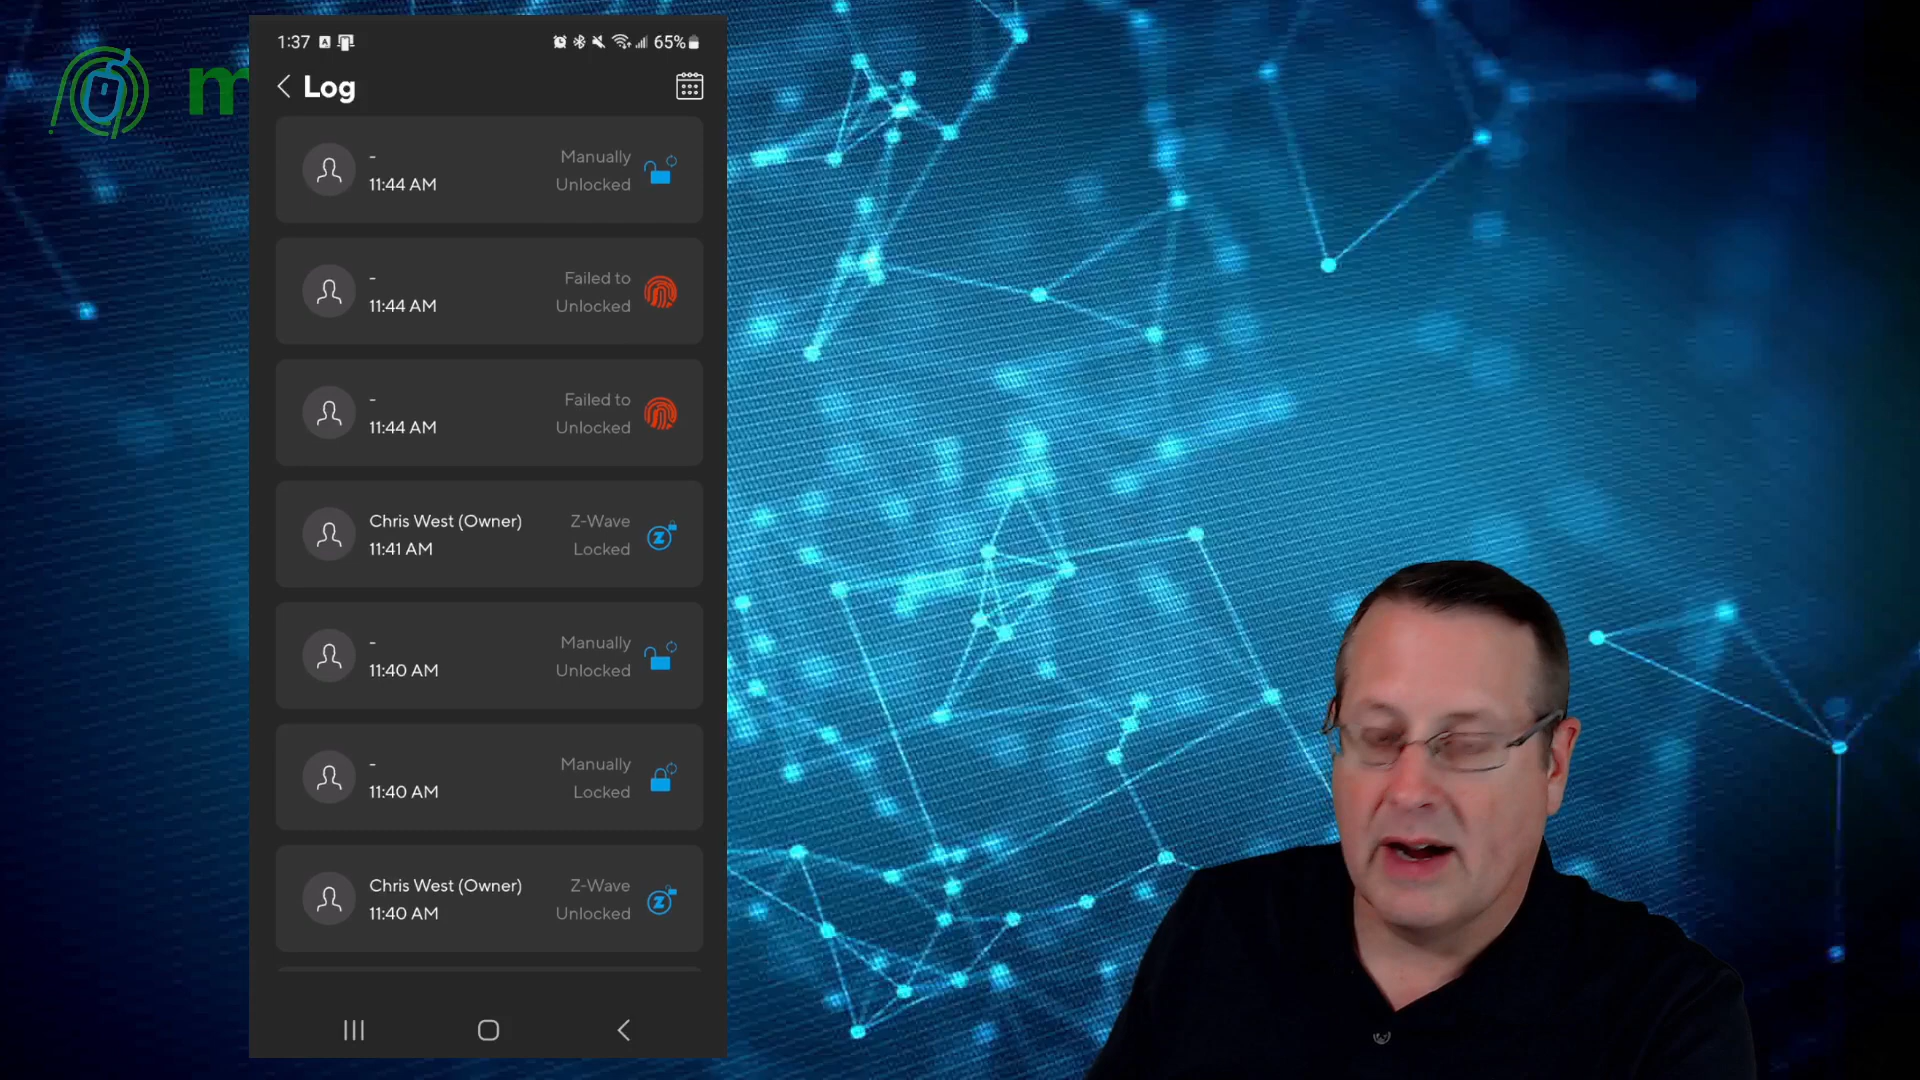 m
1:37 65%
Log
-
11:44 AM
Manually
Unlocked
-
11:44 AM
Failed to
Unlocked
-
11:44 AM
Failed to
Unlocked
Chris West (Owner)
11:41 AM
Z-Wave
Locked
-
11:40 AM
Manually
Unlocked
-
11:40 AM
Manually
Locked
Chris West (Owner)
11:40 AM
Z-Wave
Unlocked